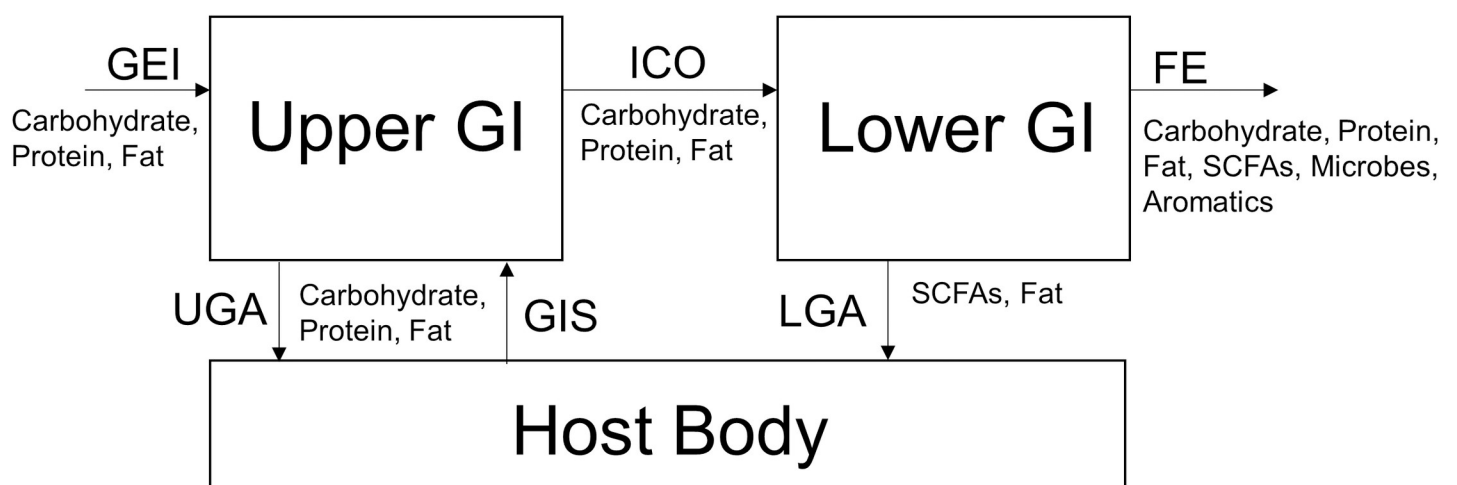 GEI
Carbohydrate,
Protein, Fat
Upper GI
ICO
Carbohydrate,
Protein, Fat
Lower GI
FE
Carbohydrate, Protein,
Fat, SCFAs, Microbes,
Aromatics
UGA
Carbohydrate,
Protein, Fat
GIS
LGA
SCFAs, Fat
Host Body